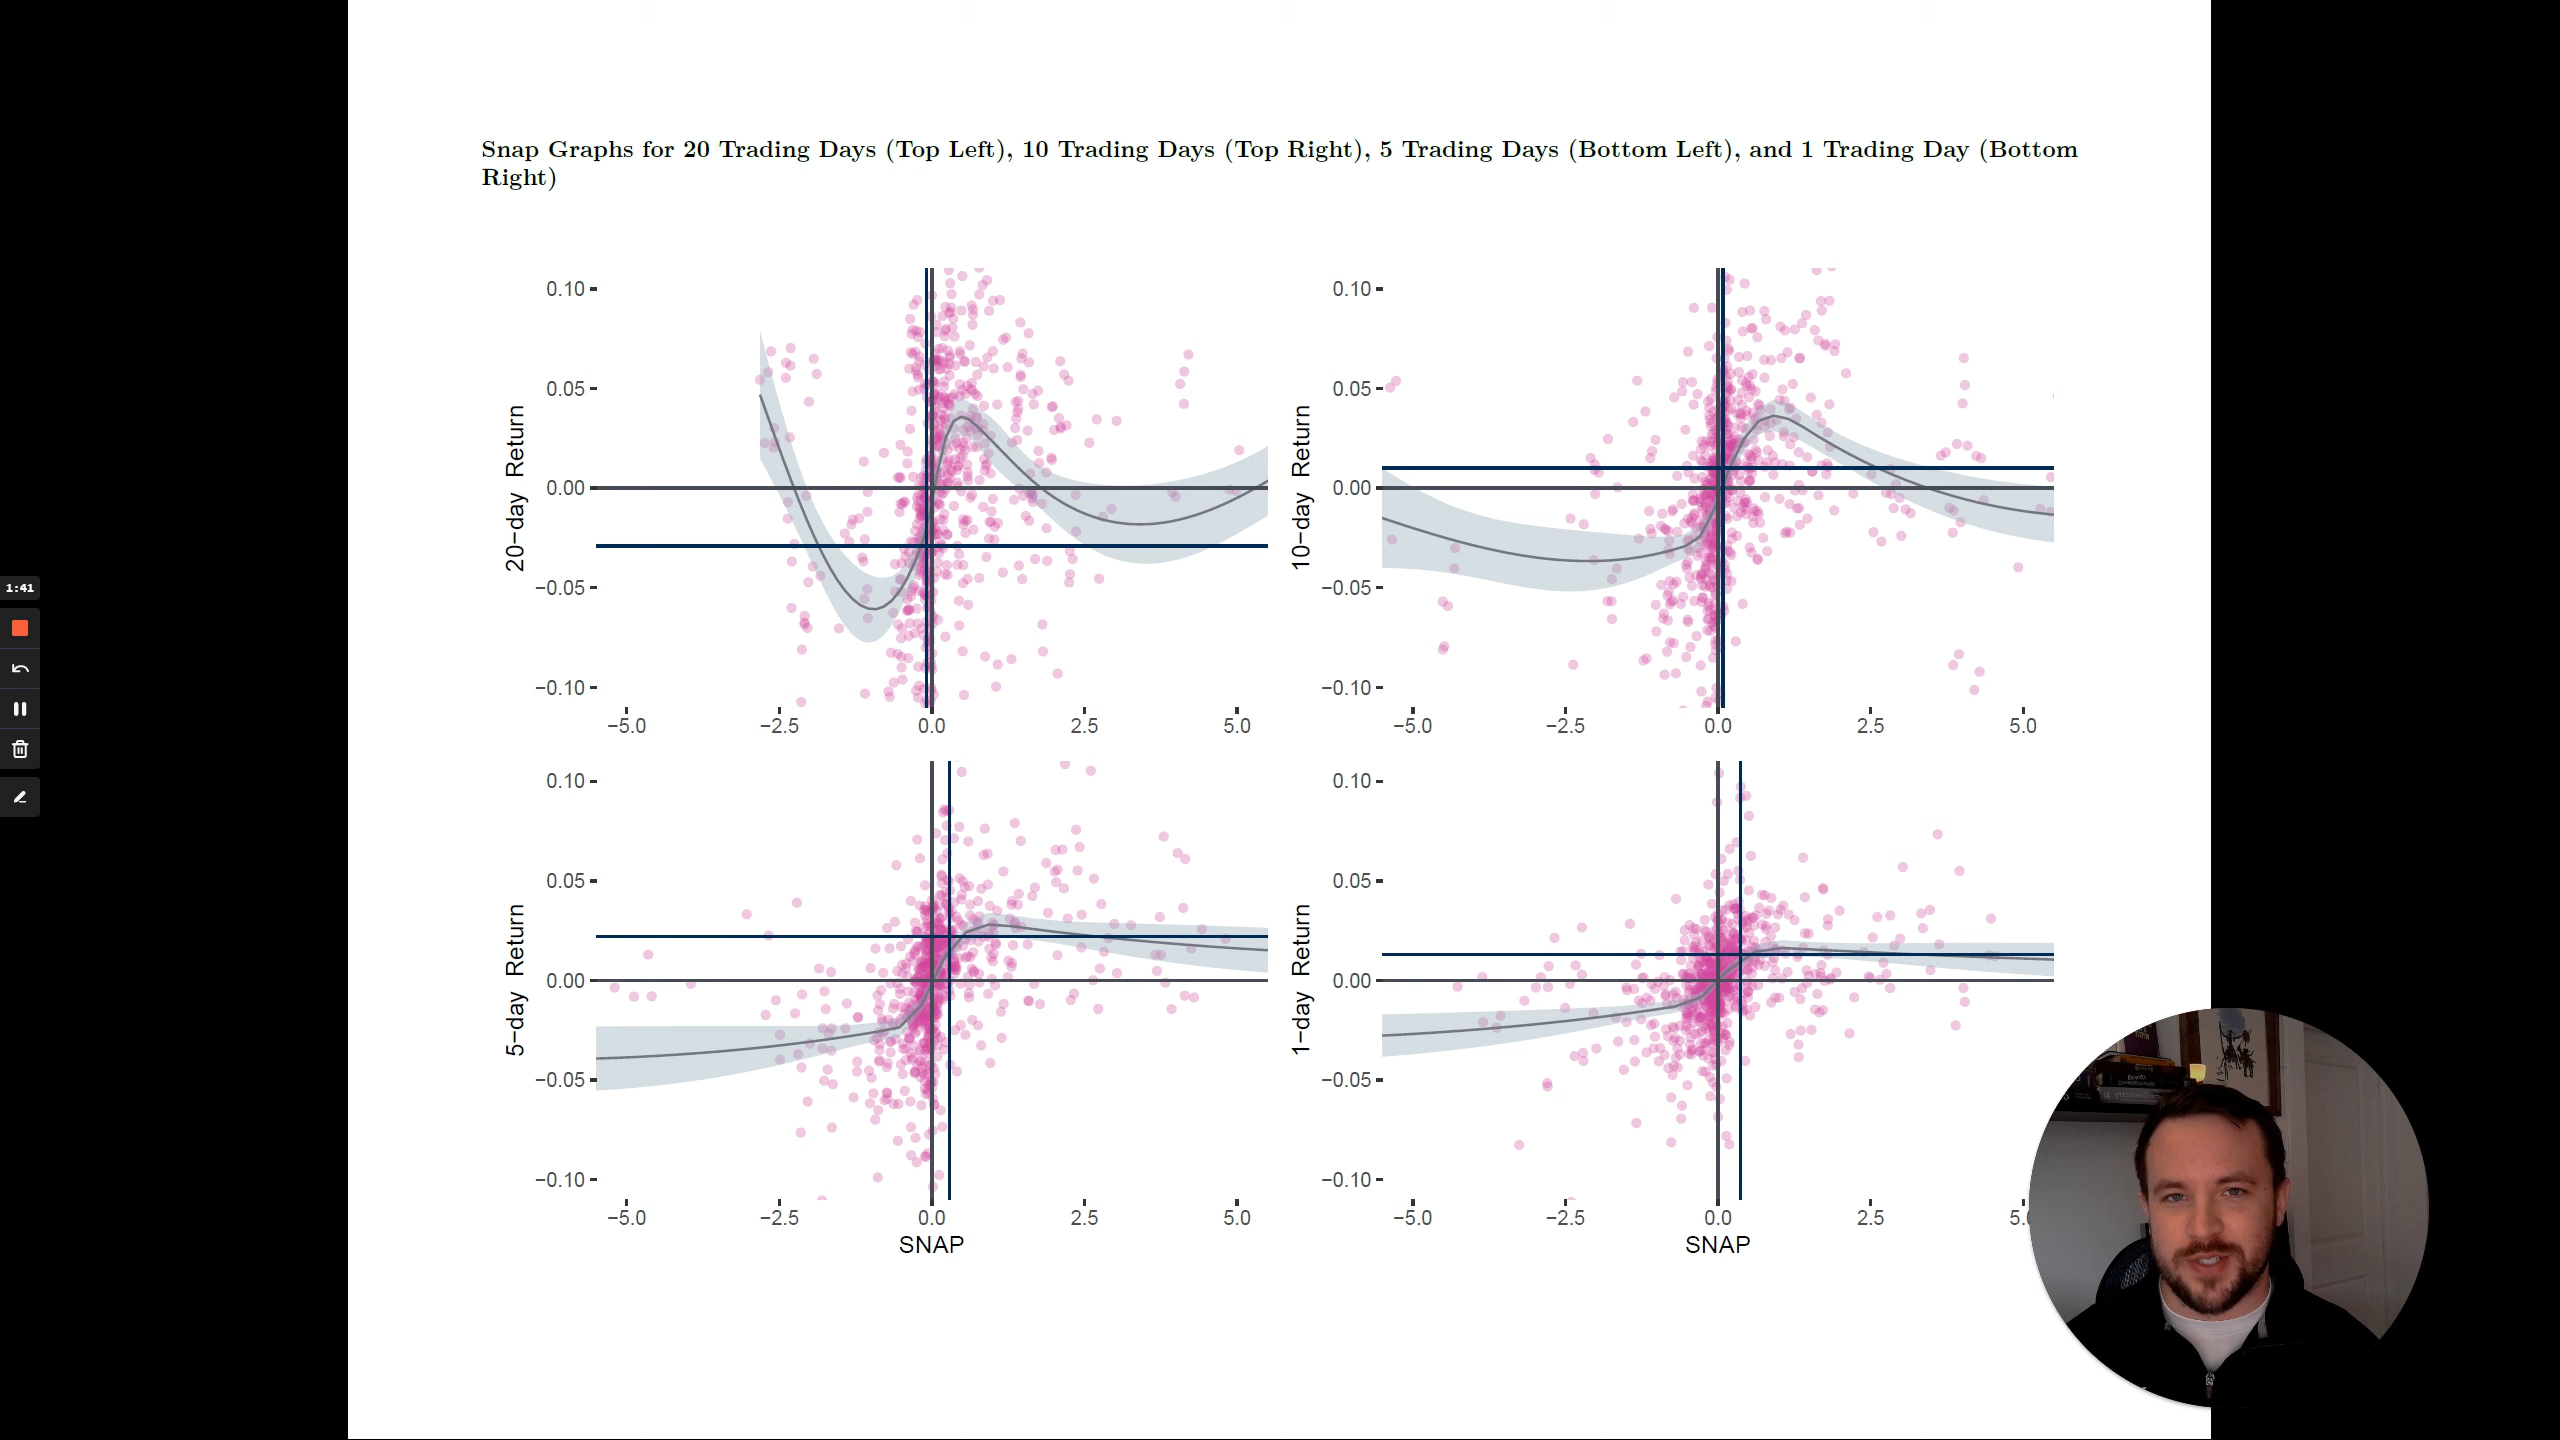 Snap Graphs for 20 Trading Days (Top Left), 10 Trading Days (Top Right), 5 Trading Days (Bottom Left), and 1 Trading Day (Bottom
Right)
20−day Return
0.10
0.05
0.00
−0.05
−0.10
−5.0 −2.5 0.0 2.5 5.0
10−day Return
0.10
0.05
0.00
−0.05
−0.10
−5.0 −2.5 0.0 2.5 5.0
5−day Return
0.10
0.05
0.00
−0.05
−0.10
−5.0 −2.5 0.0 2.5 5.0
SNAP
1−day Return
0.10
0.05
0.00
−0.05
−0.10
−5.0 −2.5 0.0 2.5
SNAP
1:41